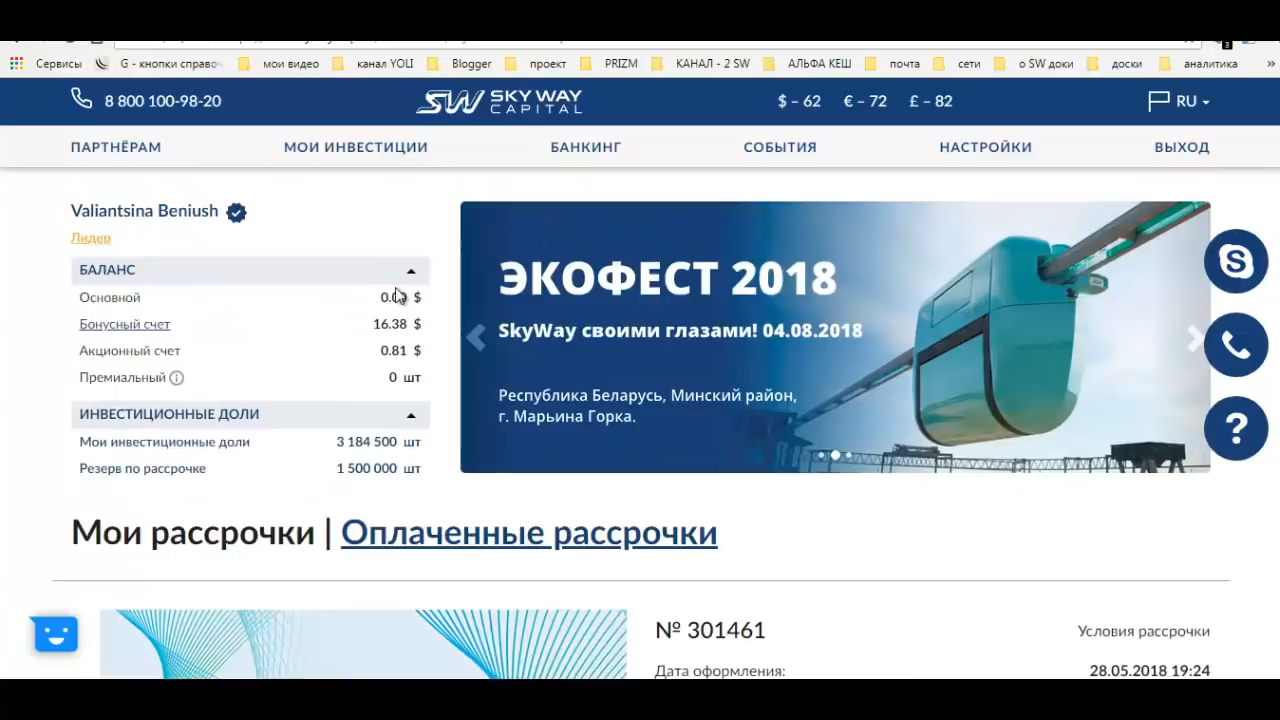 Сервисы G - кнопки справо мои видео канал YOLI Blogger проект PRIZM КАНАЛ - 2 SW АЛЬФА КЕШ почта сети о SW доки доски аналитика »
8 800 100-98-20 SW SKY WAY CAPITAL $ – 62 € – 72 £ – 82 RU
ПАРТНЁРАМ МОИ ИНВЕСТИЦИИ БАНКИНГ СОБЫТИЯ НАСТРОЙКИ ВЫХОД
Valiantsina Beniush
Лидер
БАЛАНС
Основной $
Бонусный счет 16.38 $
Акционный счет 0.81 $
Премиальный 0 шт
ИНВЕСТИЦИОННЫЕ ДОЛИ
Мои инвестиционные доли 3 184 500 шт
Резерв по рассрочке 1 500 000 шт
ЭКОФЕСТ 2018
SkyWay своими глазами! 04.08.2018
Республика Беларусь, Минский район,
г. Марьина Горка.
Мои рассрочки | Оплаченные рассрочки
№ 301461 Условия рассрочки
Дата оформления: 28.05.2018 19:24